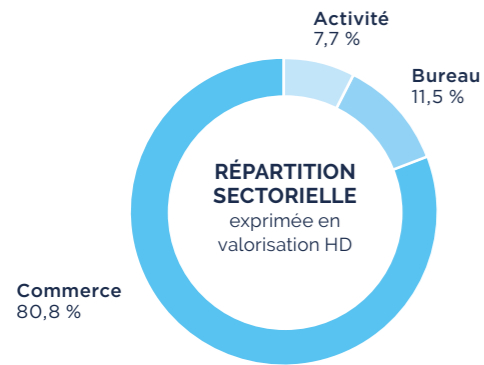 Activité
7,7 %
Bureau
11,5 %
RÉPARTITION
SECTORIELLE
exprimée en
valorisation HD
Commerce
80,8 %